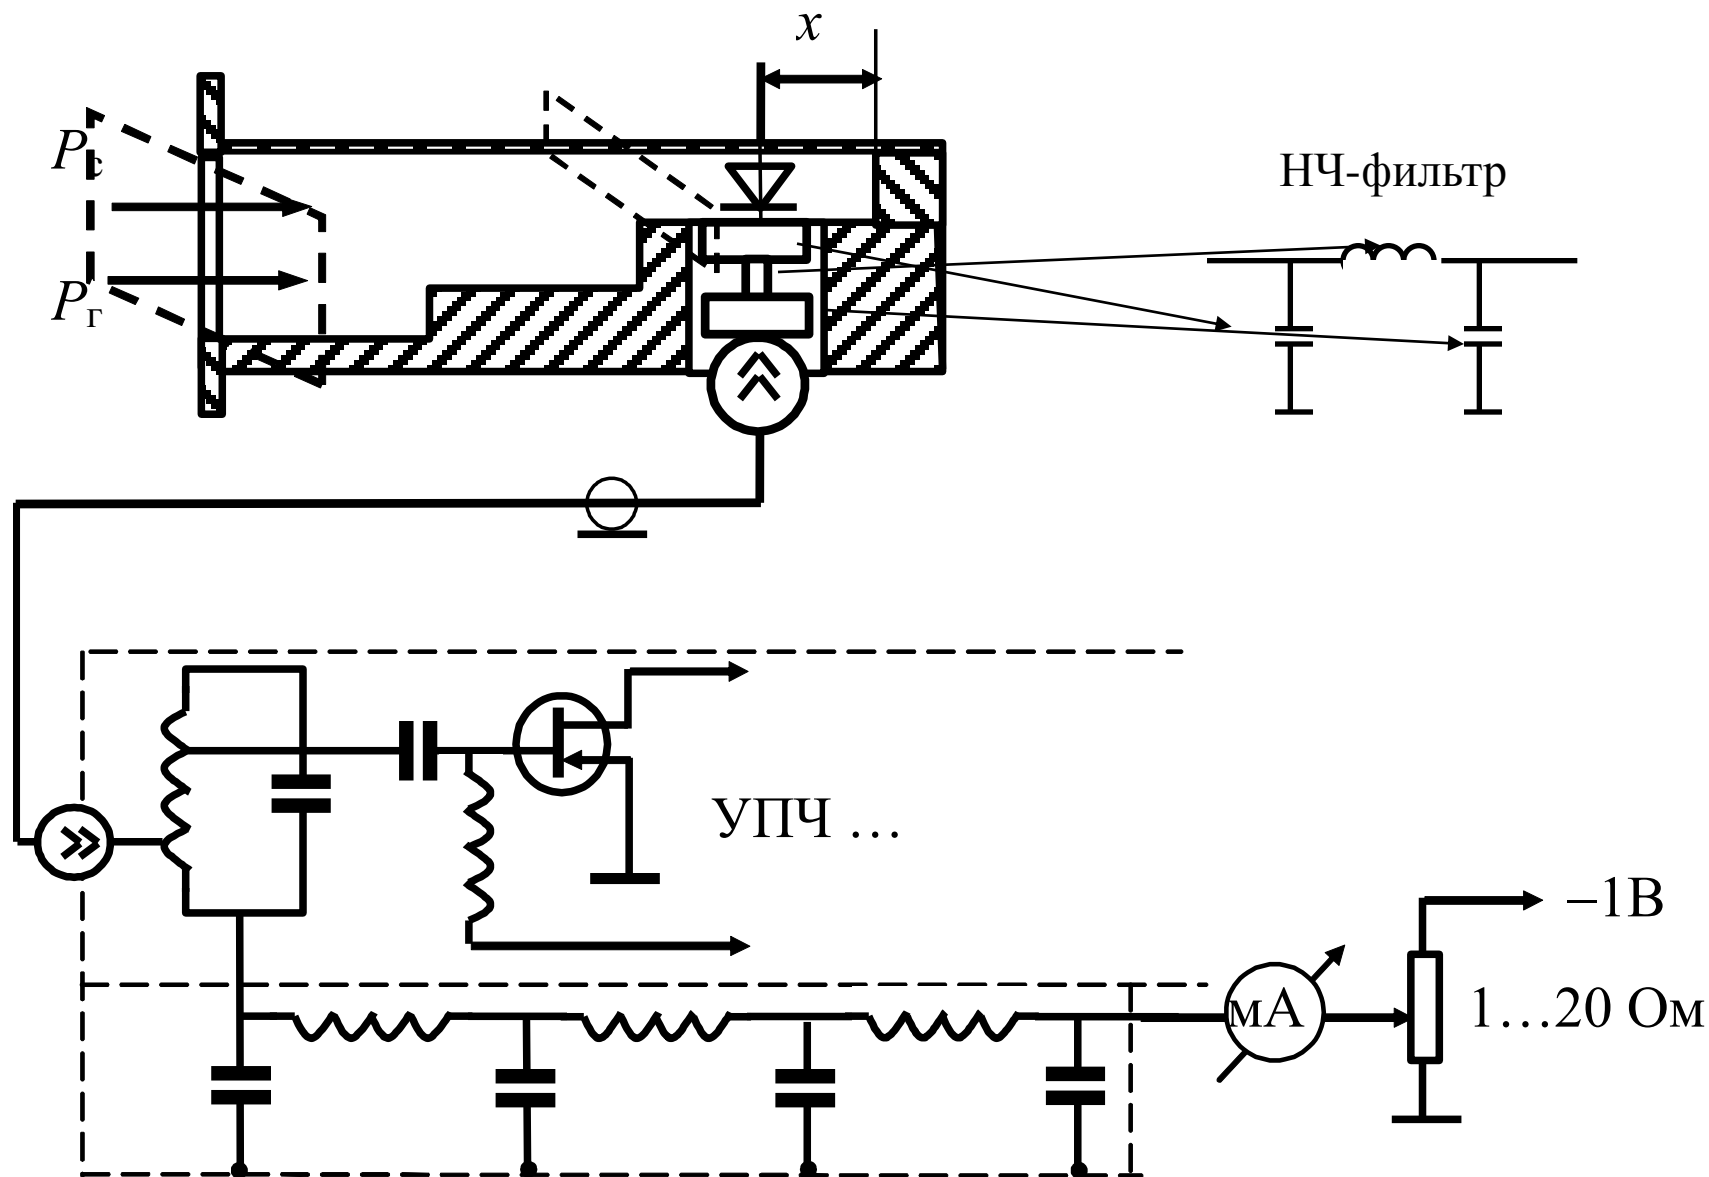 x
НЧ-фильтр
Pс
Pг
УПЧ …
–1В
мА
1…20 Ом